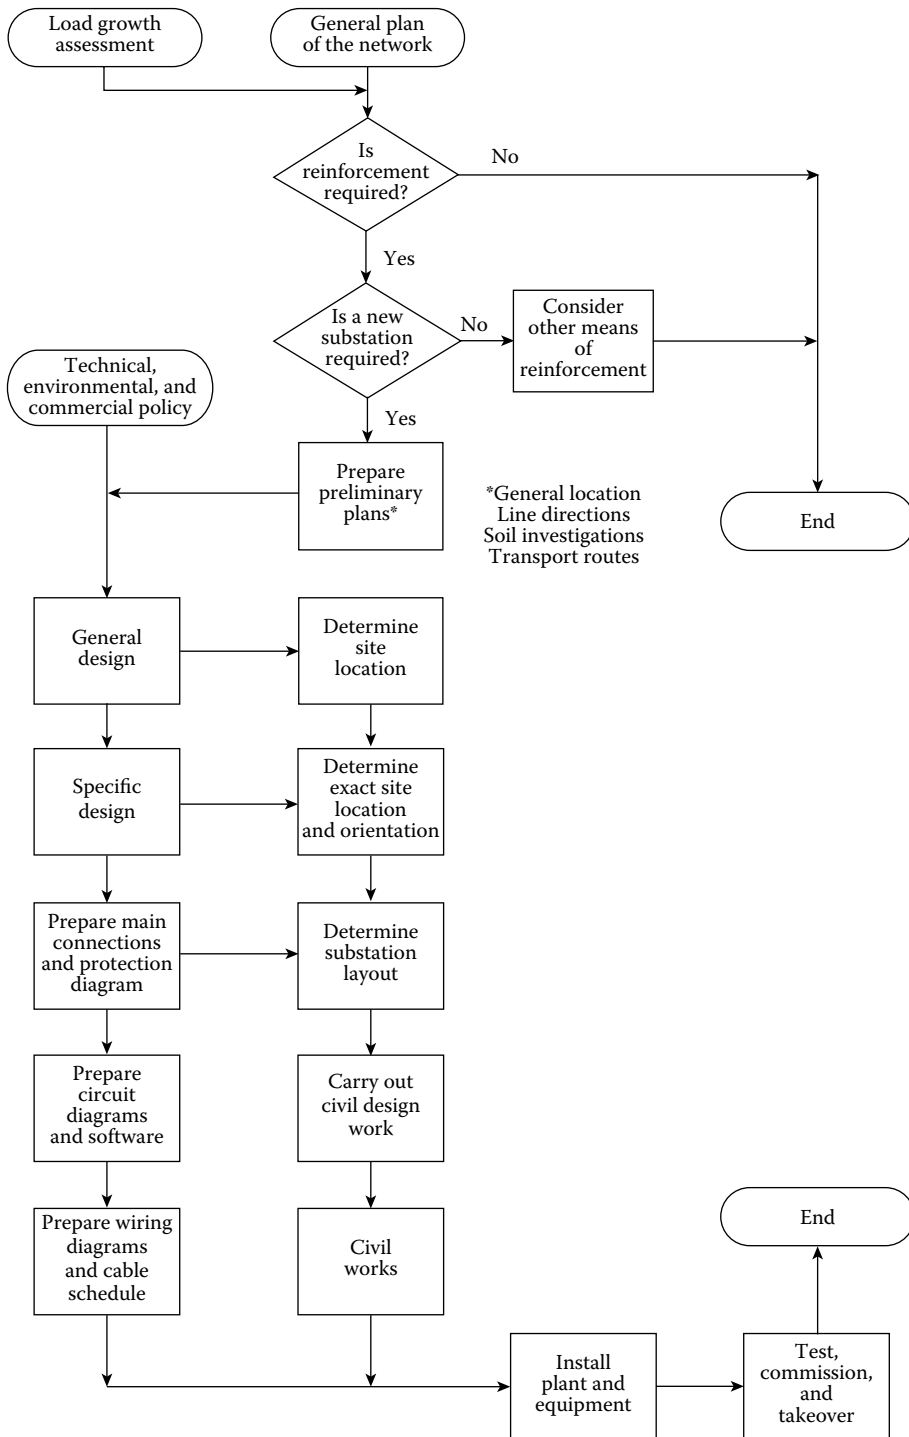 Load growth
assessment
General plan
of the network
Is
reinforcement
required?
No
Yes
Is a new
substation
required?
No
Consider
other means
of
reinforcement
Technical,
environmental, and
commercial policy
Yes
Prepare
preliminary
plans*
*General location
Line directions
Soil investigations
Transport routes
End
General
design
Determine
site
location
Specific
design
Determine
exact site
location
and orientation
Prepare main
connections
and protection
diagram
Determine
substation
layout
Prepare
circuit
diagrams
and software
Carry out
civil design
work
Prepare wiring
diagrams
and cable
schedule
Civil
works
End
Install
plant and
equipment
Test,
commission,
and
takeover